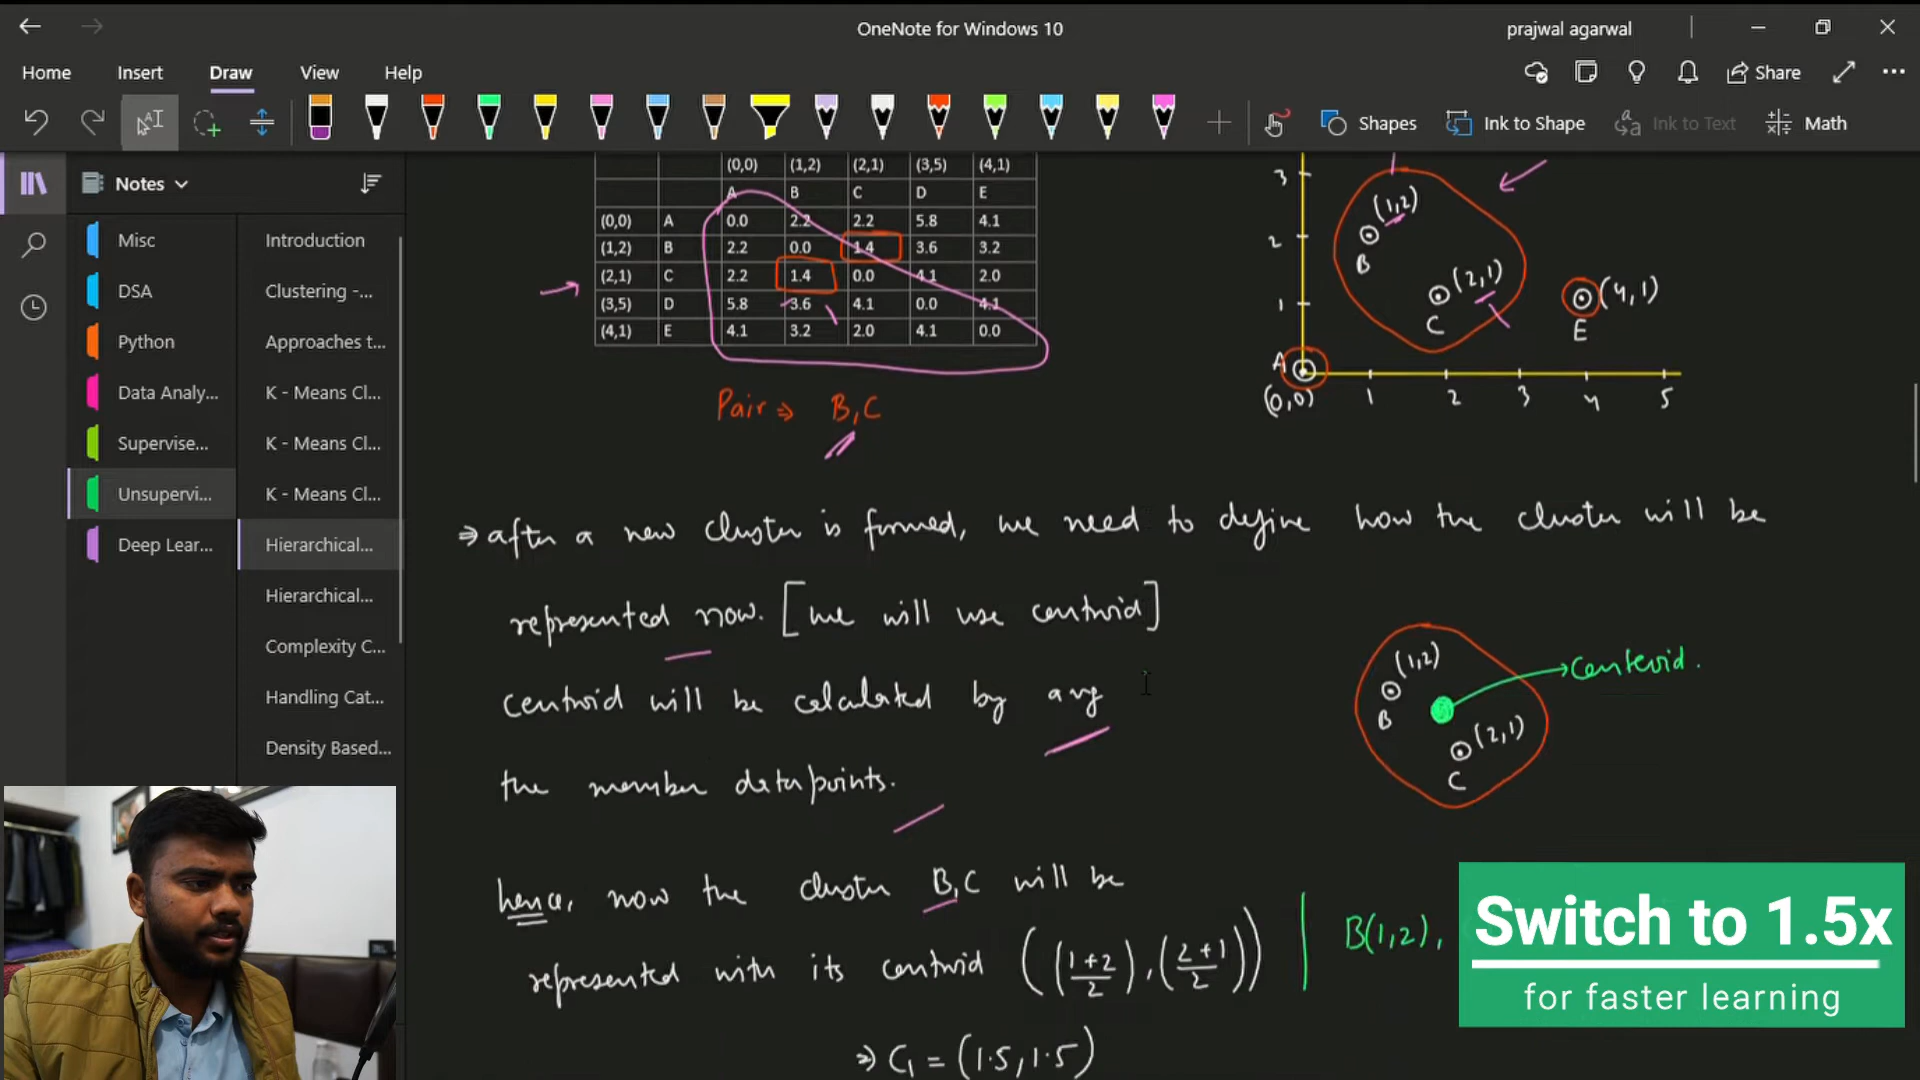 OneNote for Windows 10
prajwal agarwal
Home Insert Draw View Help
Share
Shapes Ink to Shape Ink to Text Math
Notes
Misc
DSA
Python
Data Analy...
Supervise...
Unsupervi...
Deep Lear...
Introduction
Clustering -...
Approaches t...
K - Means Cl...
K - Means Cl...
K - Means Cl...
Hierarchical...
Hierarchical...
Complexity C...
Handling Cat...
Density Based...
(0,0) (1,2) (2,1) (3,5) (4,1)
A B C D E
(0,0) A 0.0 2.2 2.2 5.8 4.1
(1,2) B 2.2 0.0 1.4 3.6 3.2
(2,1) C 2.2 1.4 0.0 4.1 2.0
(3,5) D 5.8 3.6 4.1 0.0 4.1
(4,1) E 4.1 3.2 2.0 4.1 0.0
Pair ⇒ B,C
3
2
1
(1,2)
B
(2,1)
C
(4,1)
E
A
(0,0) 1 2 3 4 5
⇒ after a new cluster is formed, we need to define how the cluster will be
represented now. [we will use centroid]
centroid will be calculated by avg
the member datapoints.
(1,2)
B
(2,1)
C
→ Centroid.
hence, now the cluster B,C will be
represented with its centroid ((1+2/2),(2+1/2))
B(1,2),
⇒ C₁ = (1.5,1.5)
Switch to 1.5x
for faster learning